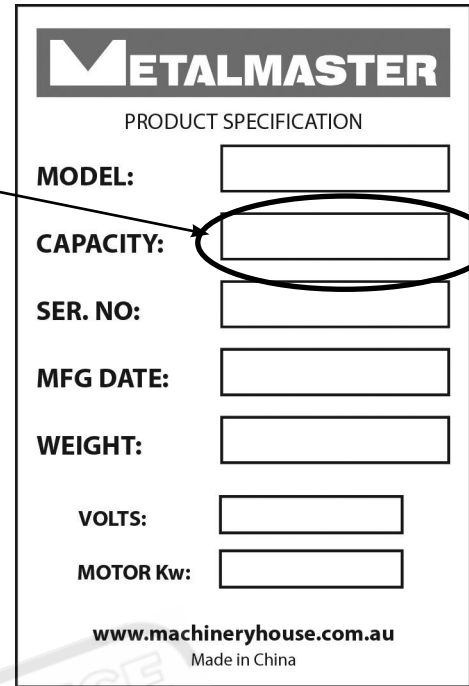 METALMASTER
PRODUCT SPECIFICATION
MODEL:
CAPACITY:
SER. NO:
MFG DATE:
WEIGHT:
VOLTS:
MOTOR Kw:
www.machineryhouse.com.au
Made in China